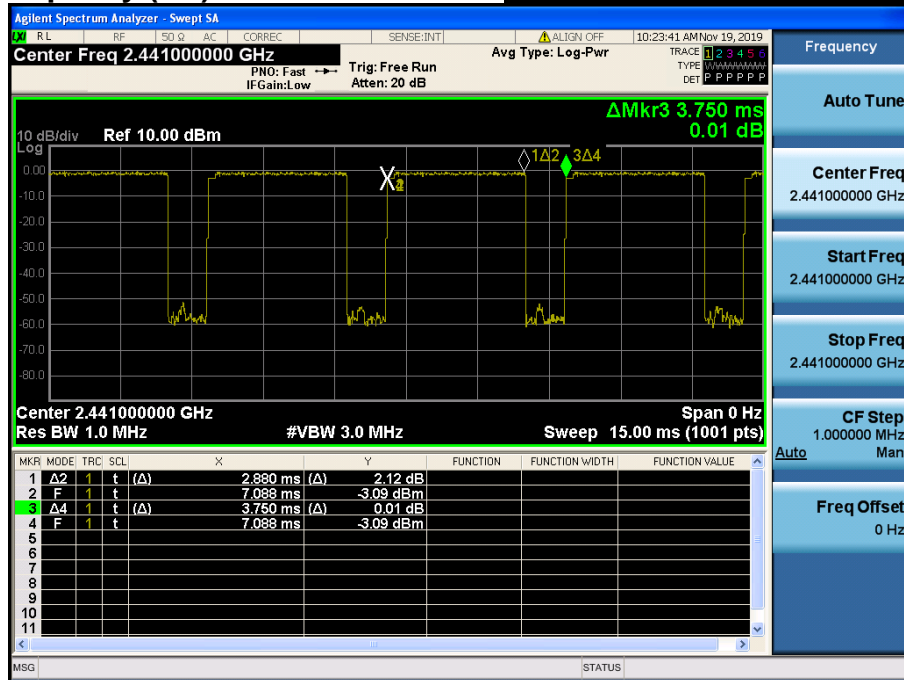 Agilent Spectrum Analyzer - Swept SA
LXI RL RF 50 Ω AC CORREC SENSE:INT ALIGN OFF 10:23:41 AM Nov 19, 2019
Center Freq 2.441000000 GHz
PNO: Fast
IFGain:Low
Trig: Free Run
Atten: 20 dB
Avg Type: Log-Pwr
TRACE 1 2 3 4 5 6
TYPE
DET P P P P P P
ΔMkr3 3.750 ms
0.01 dB
10 dB/div Ref 10.00 dBm
Log
1Δ2 3Δ4
0.00
-10.0
-20.0
-30.0
-40.0
-50.0
-60.0
-70.0
-80.0
Center 2.441000000 GHz Span 0 Hz
Res BW 1.0 MHz #VBW 3.0 MHz Sweep 15.00 ms (1001 pts)
MKR MODE TRC SCL X Y FUNCTION FUNCTION WIDTH FUNCTION VALUE
1 Δ2 1 t (Δ) 2.880 ms (Δ) 2.12 dB
2 F 1 t 7.088 ms -3.09 dBm
3 Δ4 1 t (Δ) 3.750 ms (Δ) 0.01 dB
4 F 1 t 7.088 ms -3.09 dBm
5
6
7
8
9
10
11
MSG STATUS
Frequency
Auto Tune
Center Freq
2.441000000 GHz
Start Freq
2.441000000 GHz
Stop Freq
2.441000000 GHz
CF Step
1.000000 MHz
Auto Man
Freq Offset
0 Hz